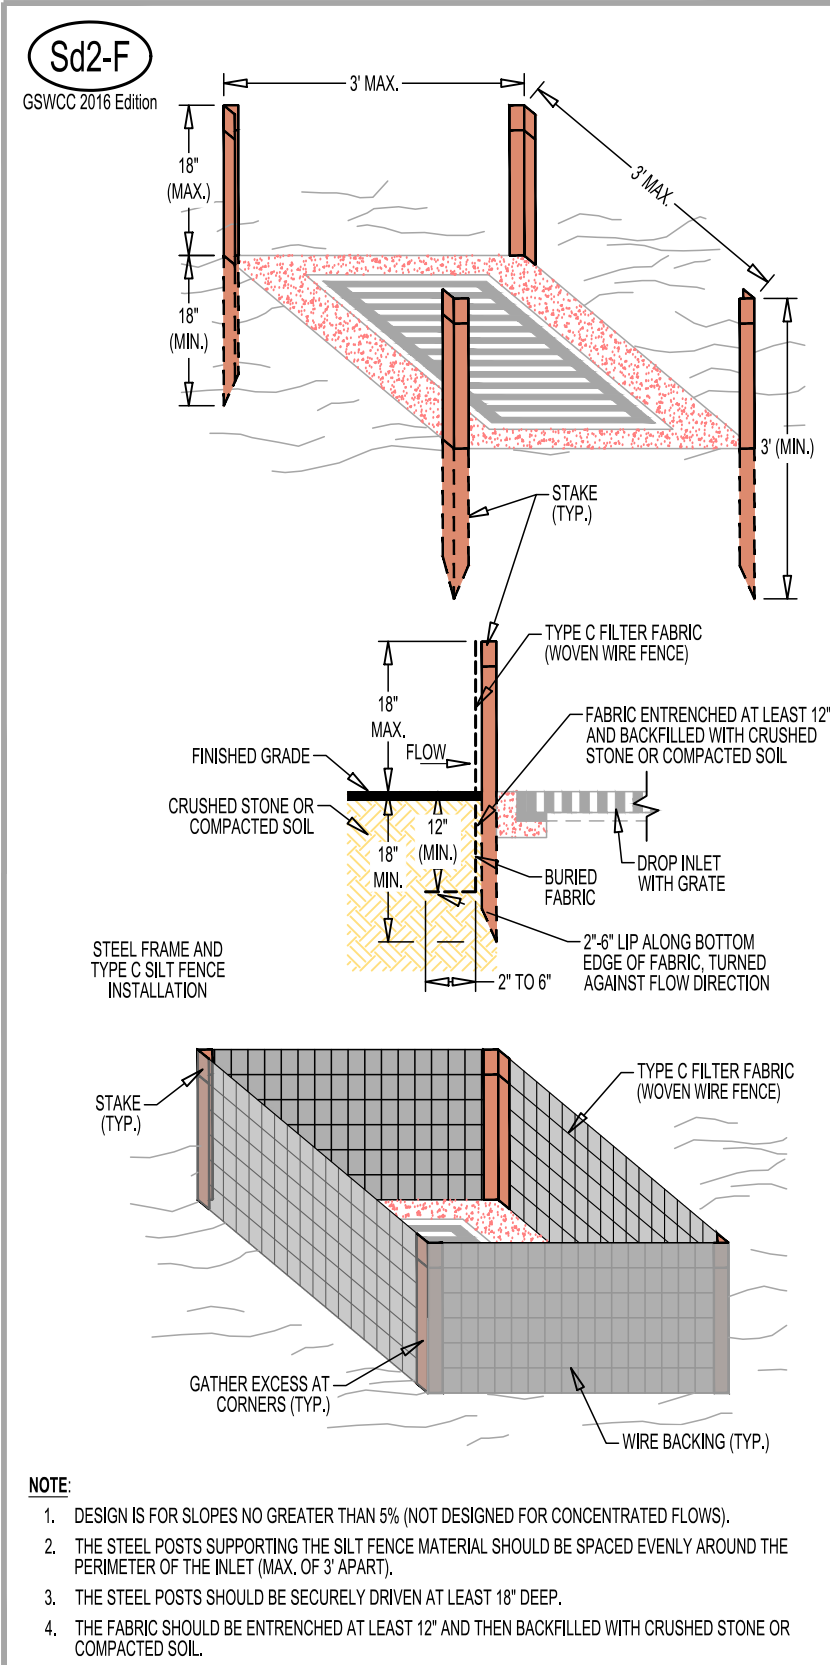 Sd2-F
GSWCC 2016 Edition
3' MAX.
3' MAX.
18"
(MAX.)
18"
(MIN.)
3' (MIN.)
STAKE
(TYP.)
TYPE C FILTER FABRIC
(WOVEN WIRE FENCE)
18"
MAX.
FLOW
FABRIC ENTRENCHED AT LEAST 12"
AND BACKFILLED WITH CRUSHED
STONE OR COMPACTED SOIL
FINISHED GRADE
CRUSHED STONE OR
COMPACTED SOIL
12"
(MIN.)
18"
MIN.
BURIED
FABRIC
DROP INLET
WITH GRATE
2"-6" LIP ALONG BOTTOM
EDGE OF FABRIC, TURNED
AGAINST FLOW DIRECTION
2" TO 6"
STEEL FRAME AND
TYPE C SILT FENCE
INSTALLATION
TYPE C FILTER FABRIC
(WOVEN WIRE FENCE)
STAKE
(TYP.)
GATHER EXCESS AT
CORNERS (TYP.)
WIRE BACKING (TYP.)
NOTE:
1. DESIGN IS FOR SLOPES NO GREATER THAN 5% (NOT DESIGNED FOR CONCENTRATED FLOWS).
2. THE STEEL POSTS SUPPORTING THE SILT FENCE MATERIAL SHOULD BE SPACED EVENLY AROUND THE
PERIMETER OF THE INLET (MAX. OF 3' APART).
3. THE STEEL POSTS SHOULD BE SECURELY DRIVEN AT LEAST 18" DEEP.
4. THE FABRIC SHOULD BE ENTRENCHED AT LEAST 12" AND THEN BACKFILLED WITH CRUSHED STONE OR
COMPACTED SOIL.